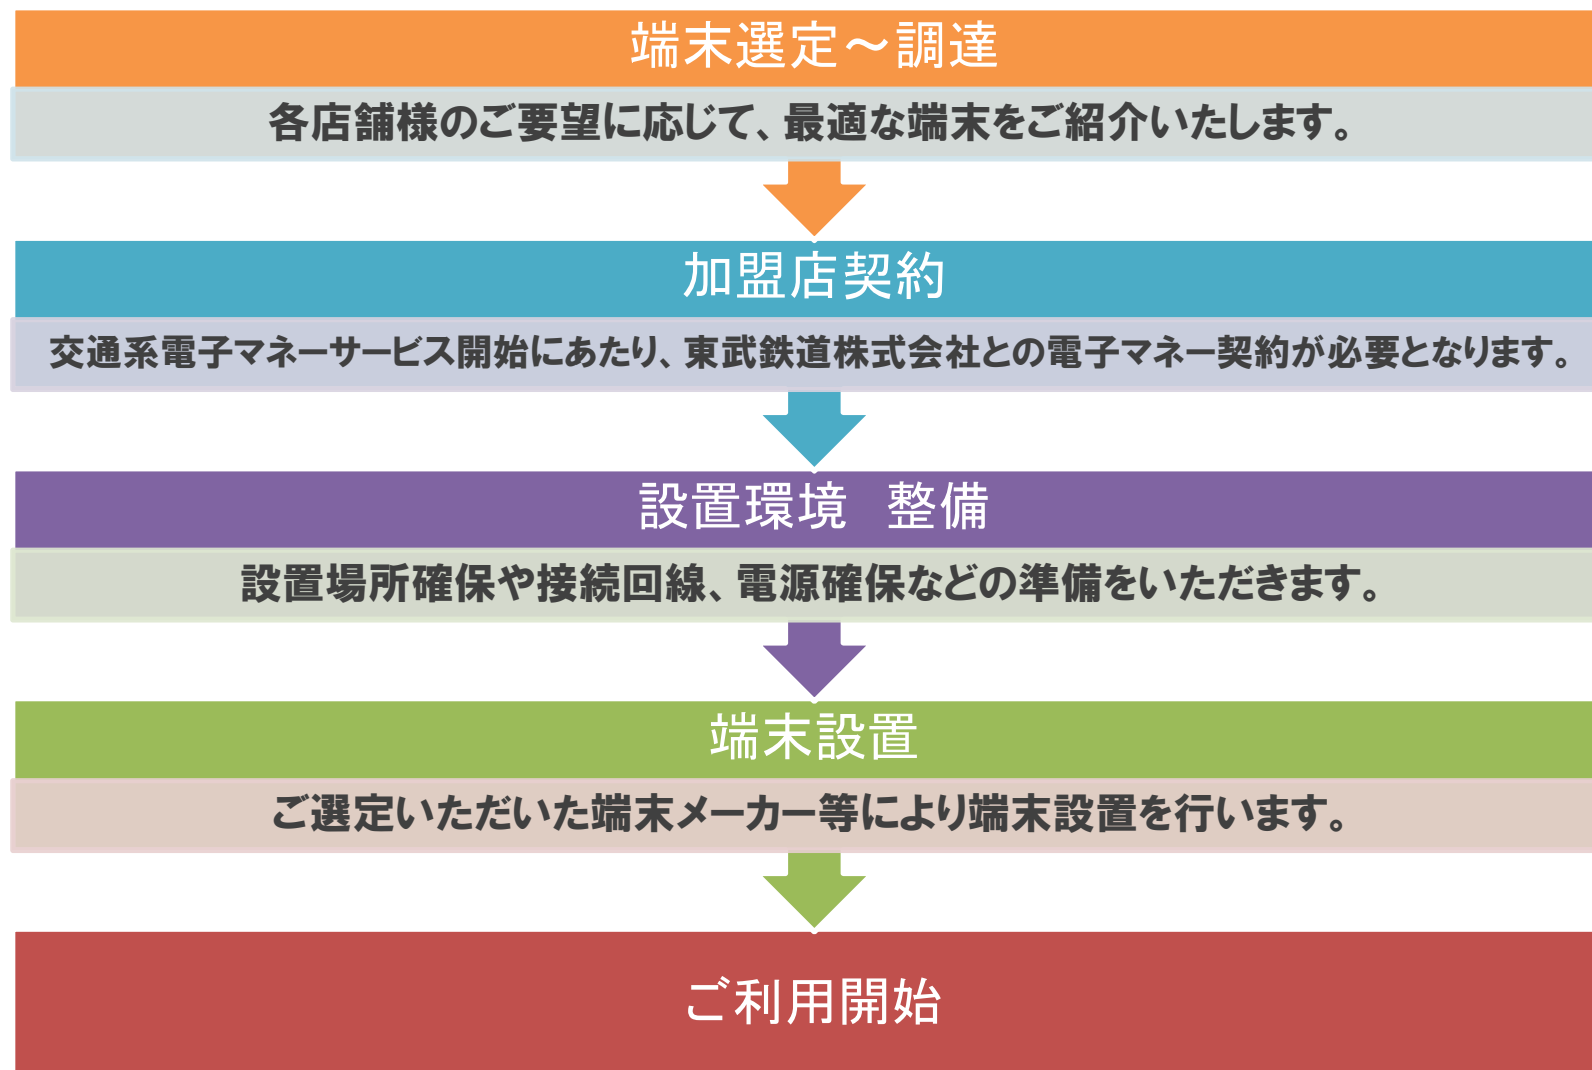 端末選定～調達
各店舗様のご要望に応じて、最適な端末をご紹介いたします。
加盟店契約
交通系電子マネーサービス開始にあたり、東武鉄道株式会社との電子マネー契約が必要となります。
設置環境　整備
設置場所確保や接続回線、電源確保などの準備をいただきます。
端末設置
ご選定いただいた端末メーカー等により端末設置を行います。
ご利用開始